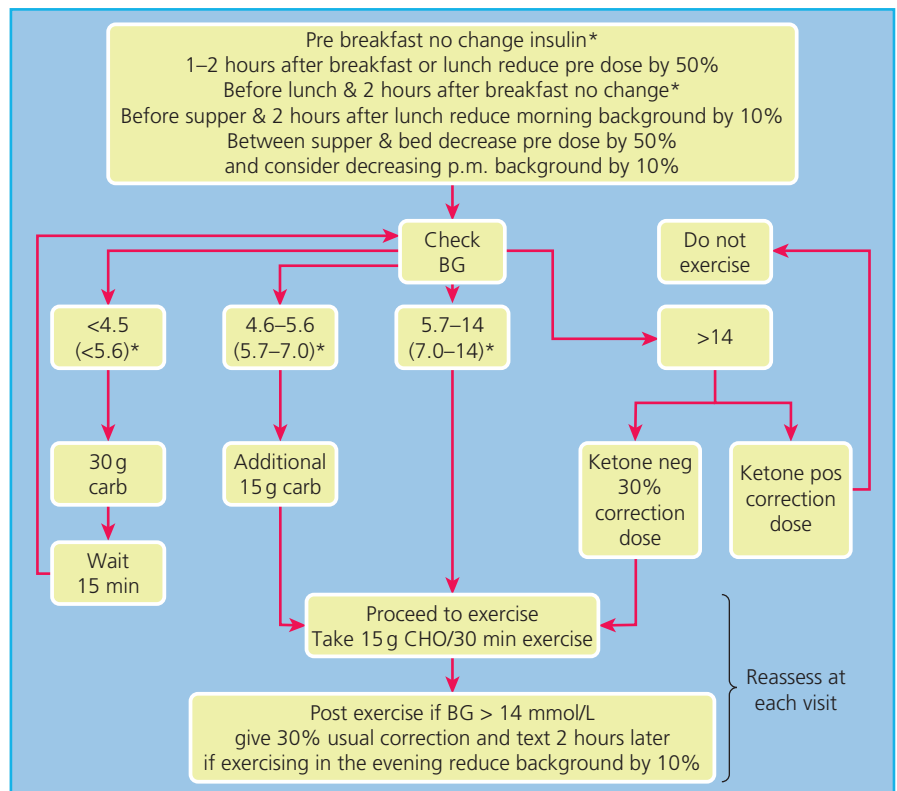 Pre breakfast no change insulin*
1–2 hours after breakfast or lunch reduce pre dose by 50%
Before lunch & 2 hours after breakfast no change*
Before supper & 2 hours after lunch reduce morning background by 10%
Between supper & bed decrease pre dose by 50%
and consider decreasing p.m. background by 10%
Check
BG
Do not
exercise
<4.5
(<5.6)*
4.6–5.6
(5.7–7.0)*
5.7–14
(7.0–14)*
>14
30 g
carb
Additional
15 g carb
Ketone neg
30%
correction
dose
Ketone pos
correction
dose
Wait
15 min
Proceed to exercise
Take 15 g CHO/30 min exercise
Reassess at
each visit
Post exercise if BG > 14 mmol/L
give 30% usual correction and text 2 hours later
if exercising in the evening reduce background by 10%